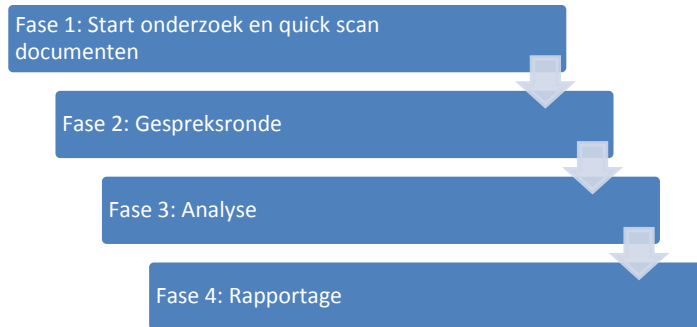 Fase 1: Start onderzoek en quick scan
documenten
Fase 2: Gespreksronde
Fase 3: Analyse
Fase 4: Rapportage